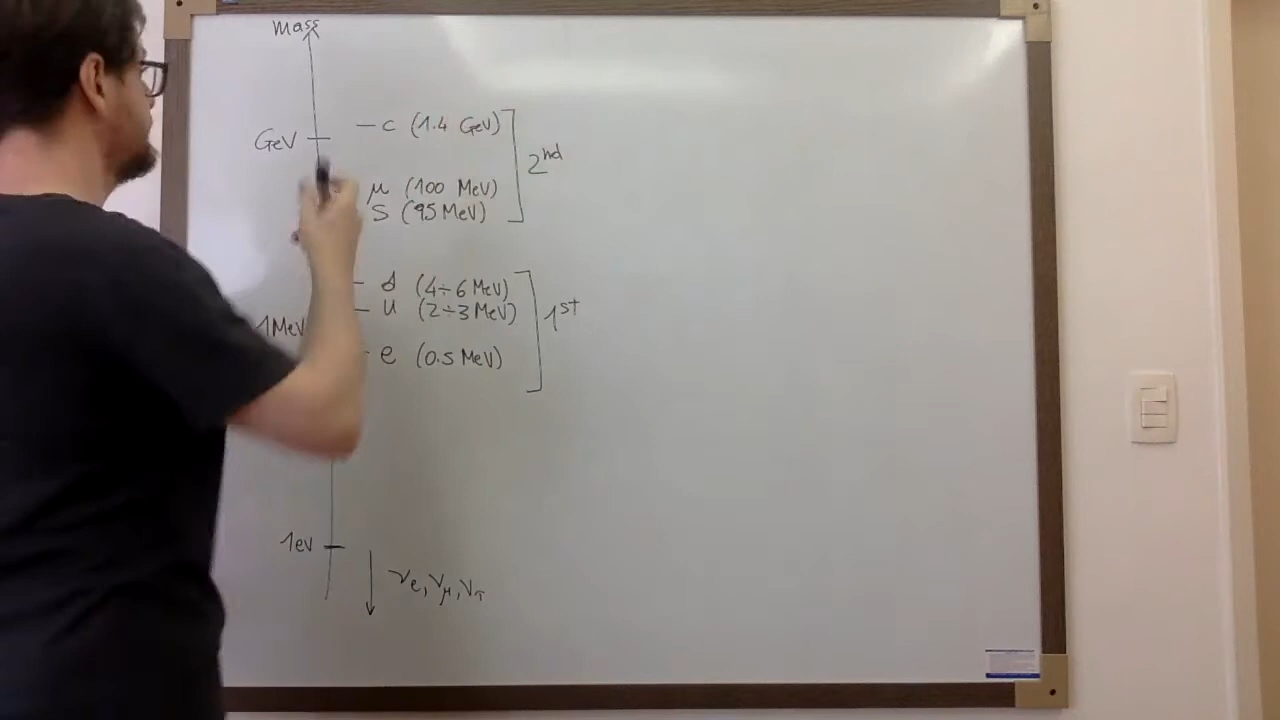 mass
GeV
c (1.4 GeV)
μ (100 MeV)
s (95 MeV)
2nd
d (4÷6 MeV)
u (2÷3 MeV)
1MeV
e (0.5 MeV)
1st
1eV
νe, νμ, ντ